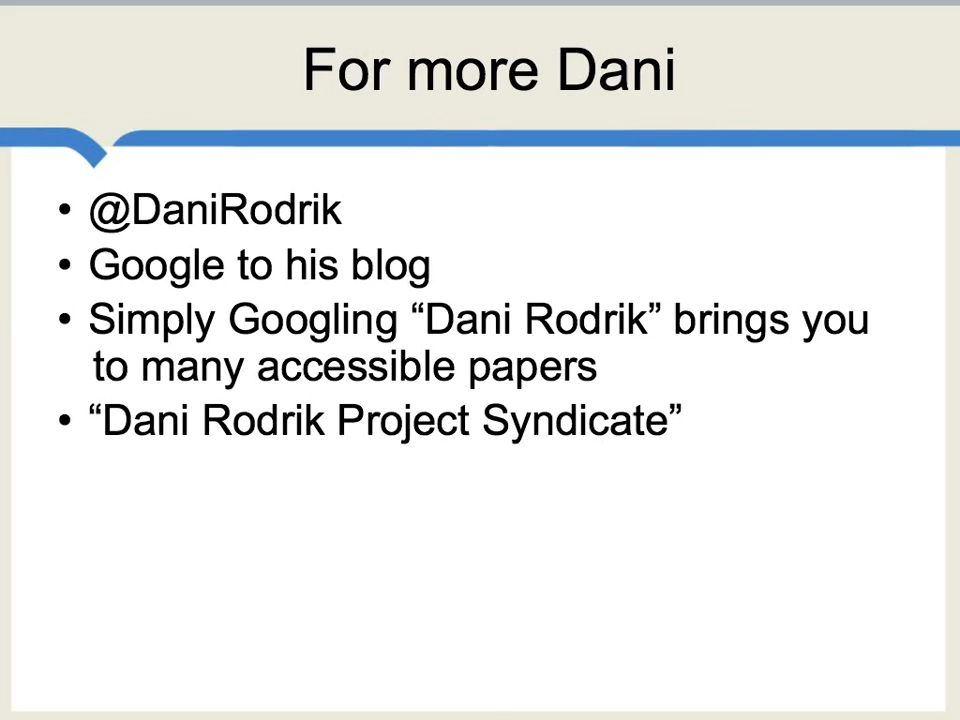 For more Dani
• @DaniRodrik
• Google to his blog
• Simply Googling “Dani Rodrik” brings you
to many accessible papers
• “Dani Rodrik Project Syndicate”